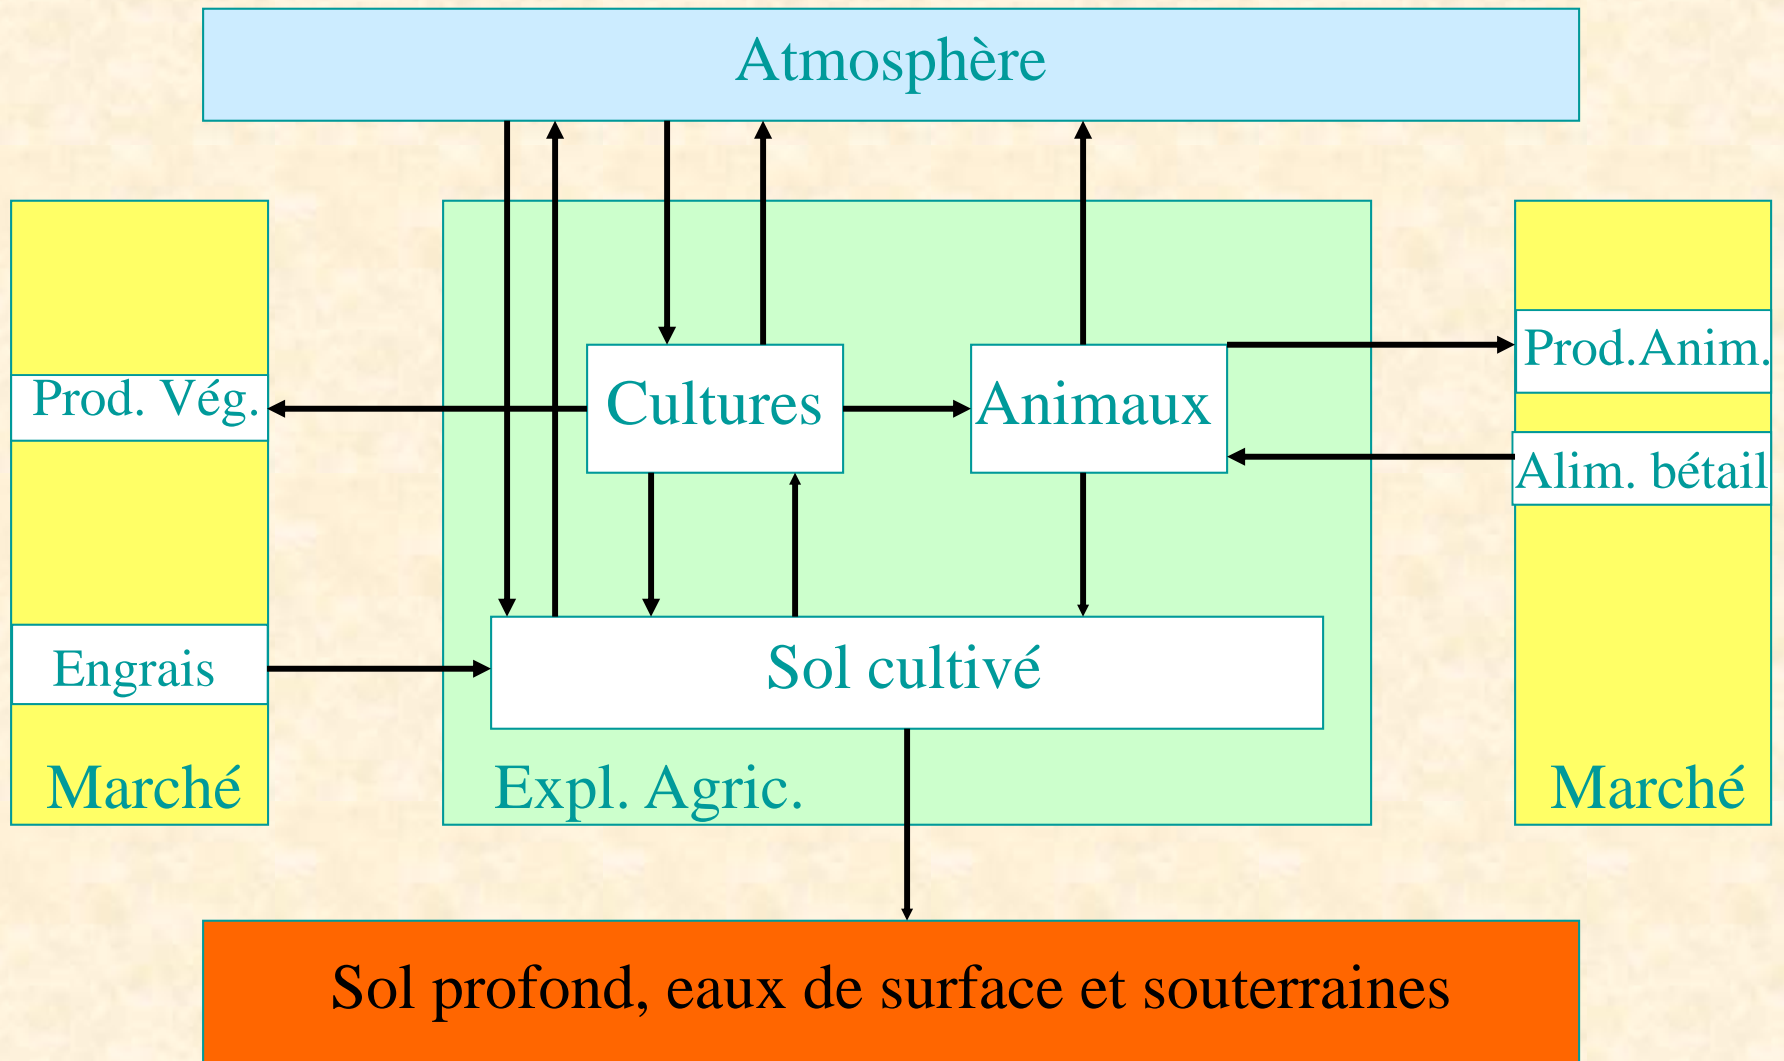 Atmosphère
Prod. Vég.
Cultures
Animaux
Prod.Anim.
Alim. bétail
Engrais
Sol cultivé
Marché
Expl. Agric.
Marché
Sol profond, eaux de surface et souterraines